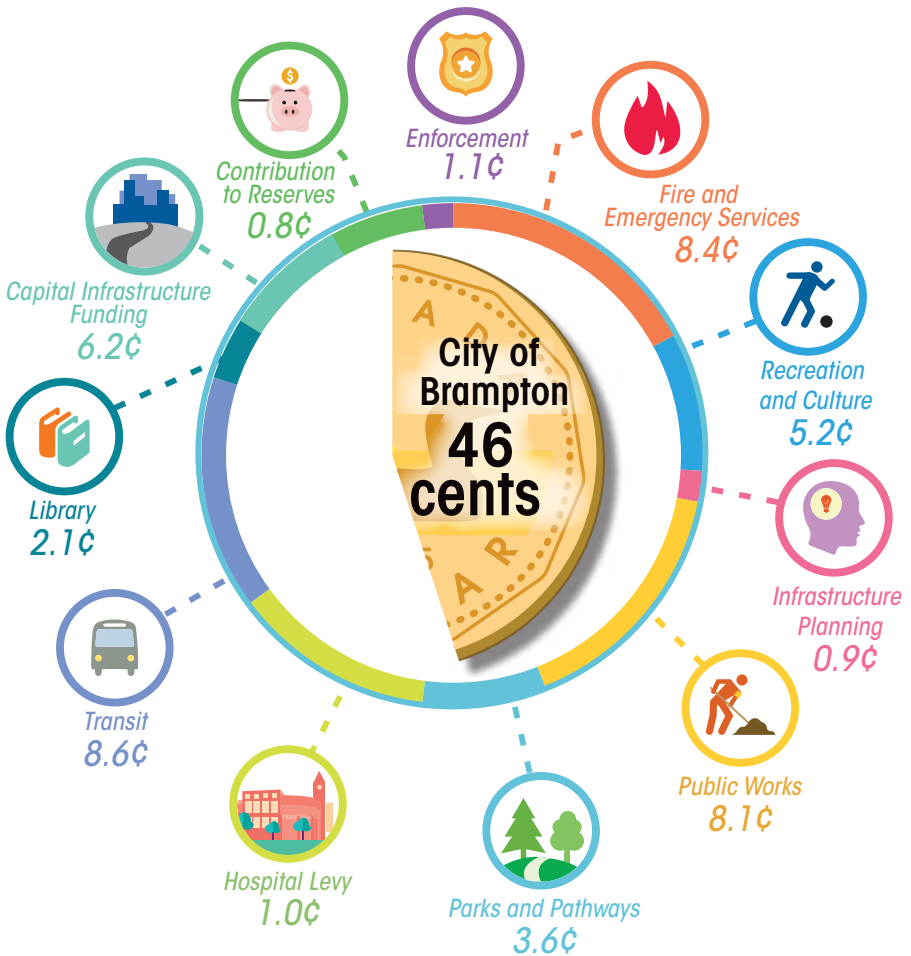 Enforcement
1.1¢
Fire and
Emergency Services
8.4¢
Recreation
and Culture
5.2¢
Infrastructure
Planning
0.9¢
Public Works
8.1¢
Parks and Pathways
3.6¢
Hospital Levy
1.0¢
Transit
8.6¢
Library
2.1¢
Capital Infrastructure
Funding
6.2¢
Contribution
to Reserves
0.8¢
$
City of
Brampton
46
cents
A
A R